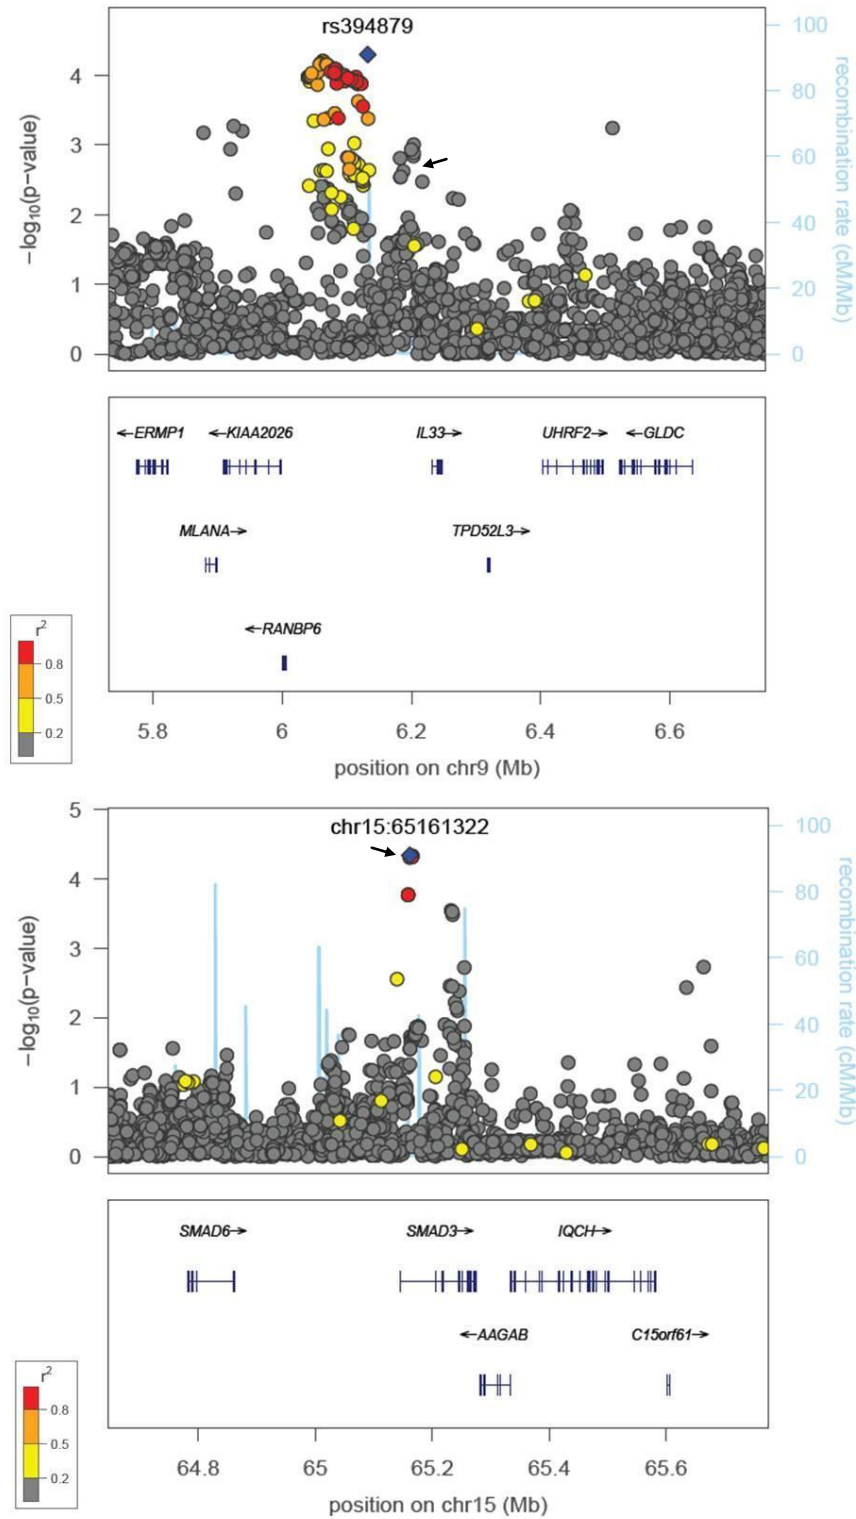 rs394879
100
80
60
40
20
0
recombination rate (cM/Mb)
4
3
2
1
0
−log10(p−value)
←ERMP1
←KIAA2026
IL33→
UHRF2→
←GLDC
MLANA→
TPD52L3→
←RANBP6
r2
0.8
0.5
0.2
5.8
6
6.2
6.4
6.6
position on chr9 (Mb)
chr15:65161322
5
4
3
2
1
0
−log10(p−value)
100
80
60
40
20
0
recombination rate (cM/Mb)
SMAD6→
SMAD3→
IQCH→
←AAGAB
C15orf61→
r2
0.8
0.5
0.2
64.8
65
65.2
65.4
65.6
position on chr15 (Mb)